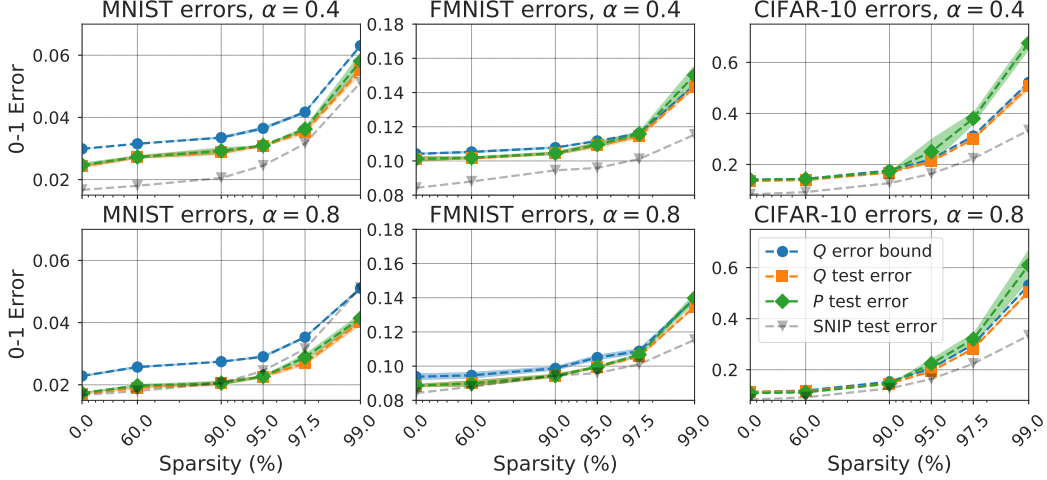 MNIST errors, α = 0.4
FMNIST errors, α = 0.4
CIFAR-10 errors, α = 0.4
0-1 Error
0.06
0.04
0.02
0.18
0.16
0.14
0.12
0.10
0.08
0.6
0.4
0.2
MNIST errors, α = 0.8
FMNIST errors, α = 0.8
CIFAR-10 errors, α = 0.8
0-1 Error
0.06
0.04
0.02
0.18
0.16
0.14
0.12
0.10
0.08
0.6
0.4
0.2
Q error bound
Q test error
P test error
SNIP test error
0.0 60.0 90.0 95.0 97.5 99.0
0.0 60.0 90.0 95.0 97.5 99.0
0.0 60.0 90.0 95.0 97.5 99.0
Sparsity (%)
Sparsity (%)
Sparsity (%)